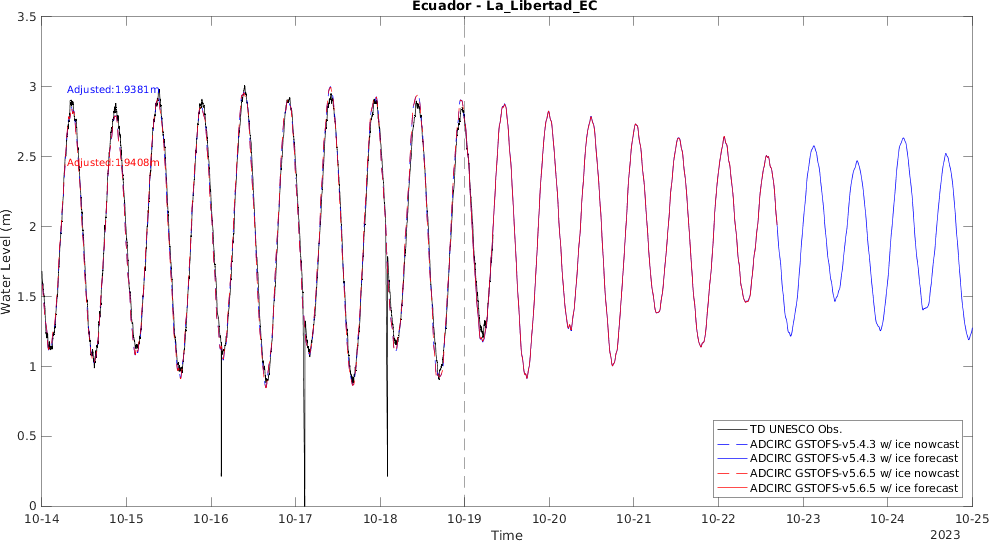 Ecuador - La_Libertad_EC
3.5
3
2.5
2
1.5
1
0.5
0
Water Level (m)
Adjusted:1.9381m
Adjusted:1.9408m
TD UNESCO Obs.
ADCIRC GSTOFS-v5.4.3 w/ ice nowcast
ADCIRC GSTOFS-v5.4.3 w/ ice forecast
ADCIRC GSTOFS-v5.6.5 w/ ice nowcast
ADCIRC GSTOFS-v5.6.5 w/ ice forecast
10-14 10-15 10-16 10-17 10-18 10-19 10-20 10-21 10-22 10-23 10-24 10-25
Time
2023